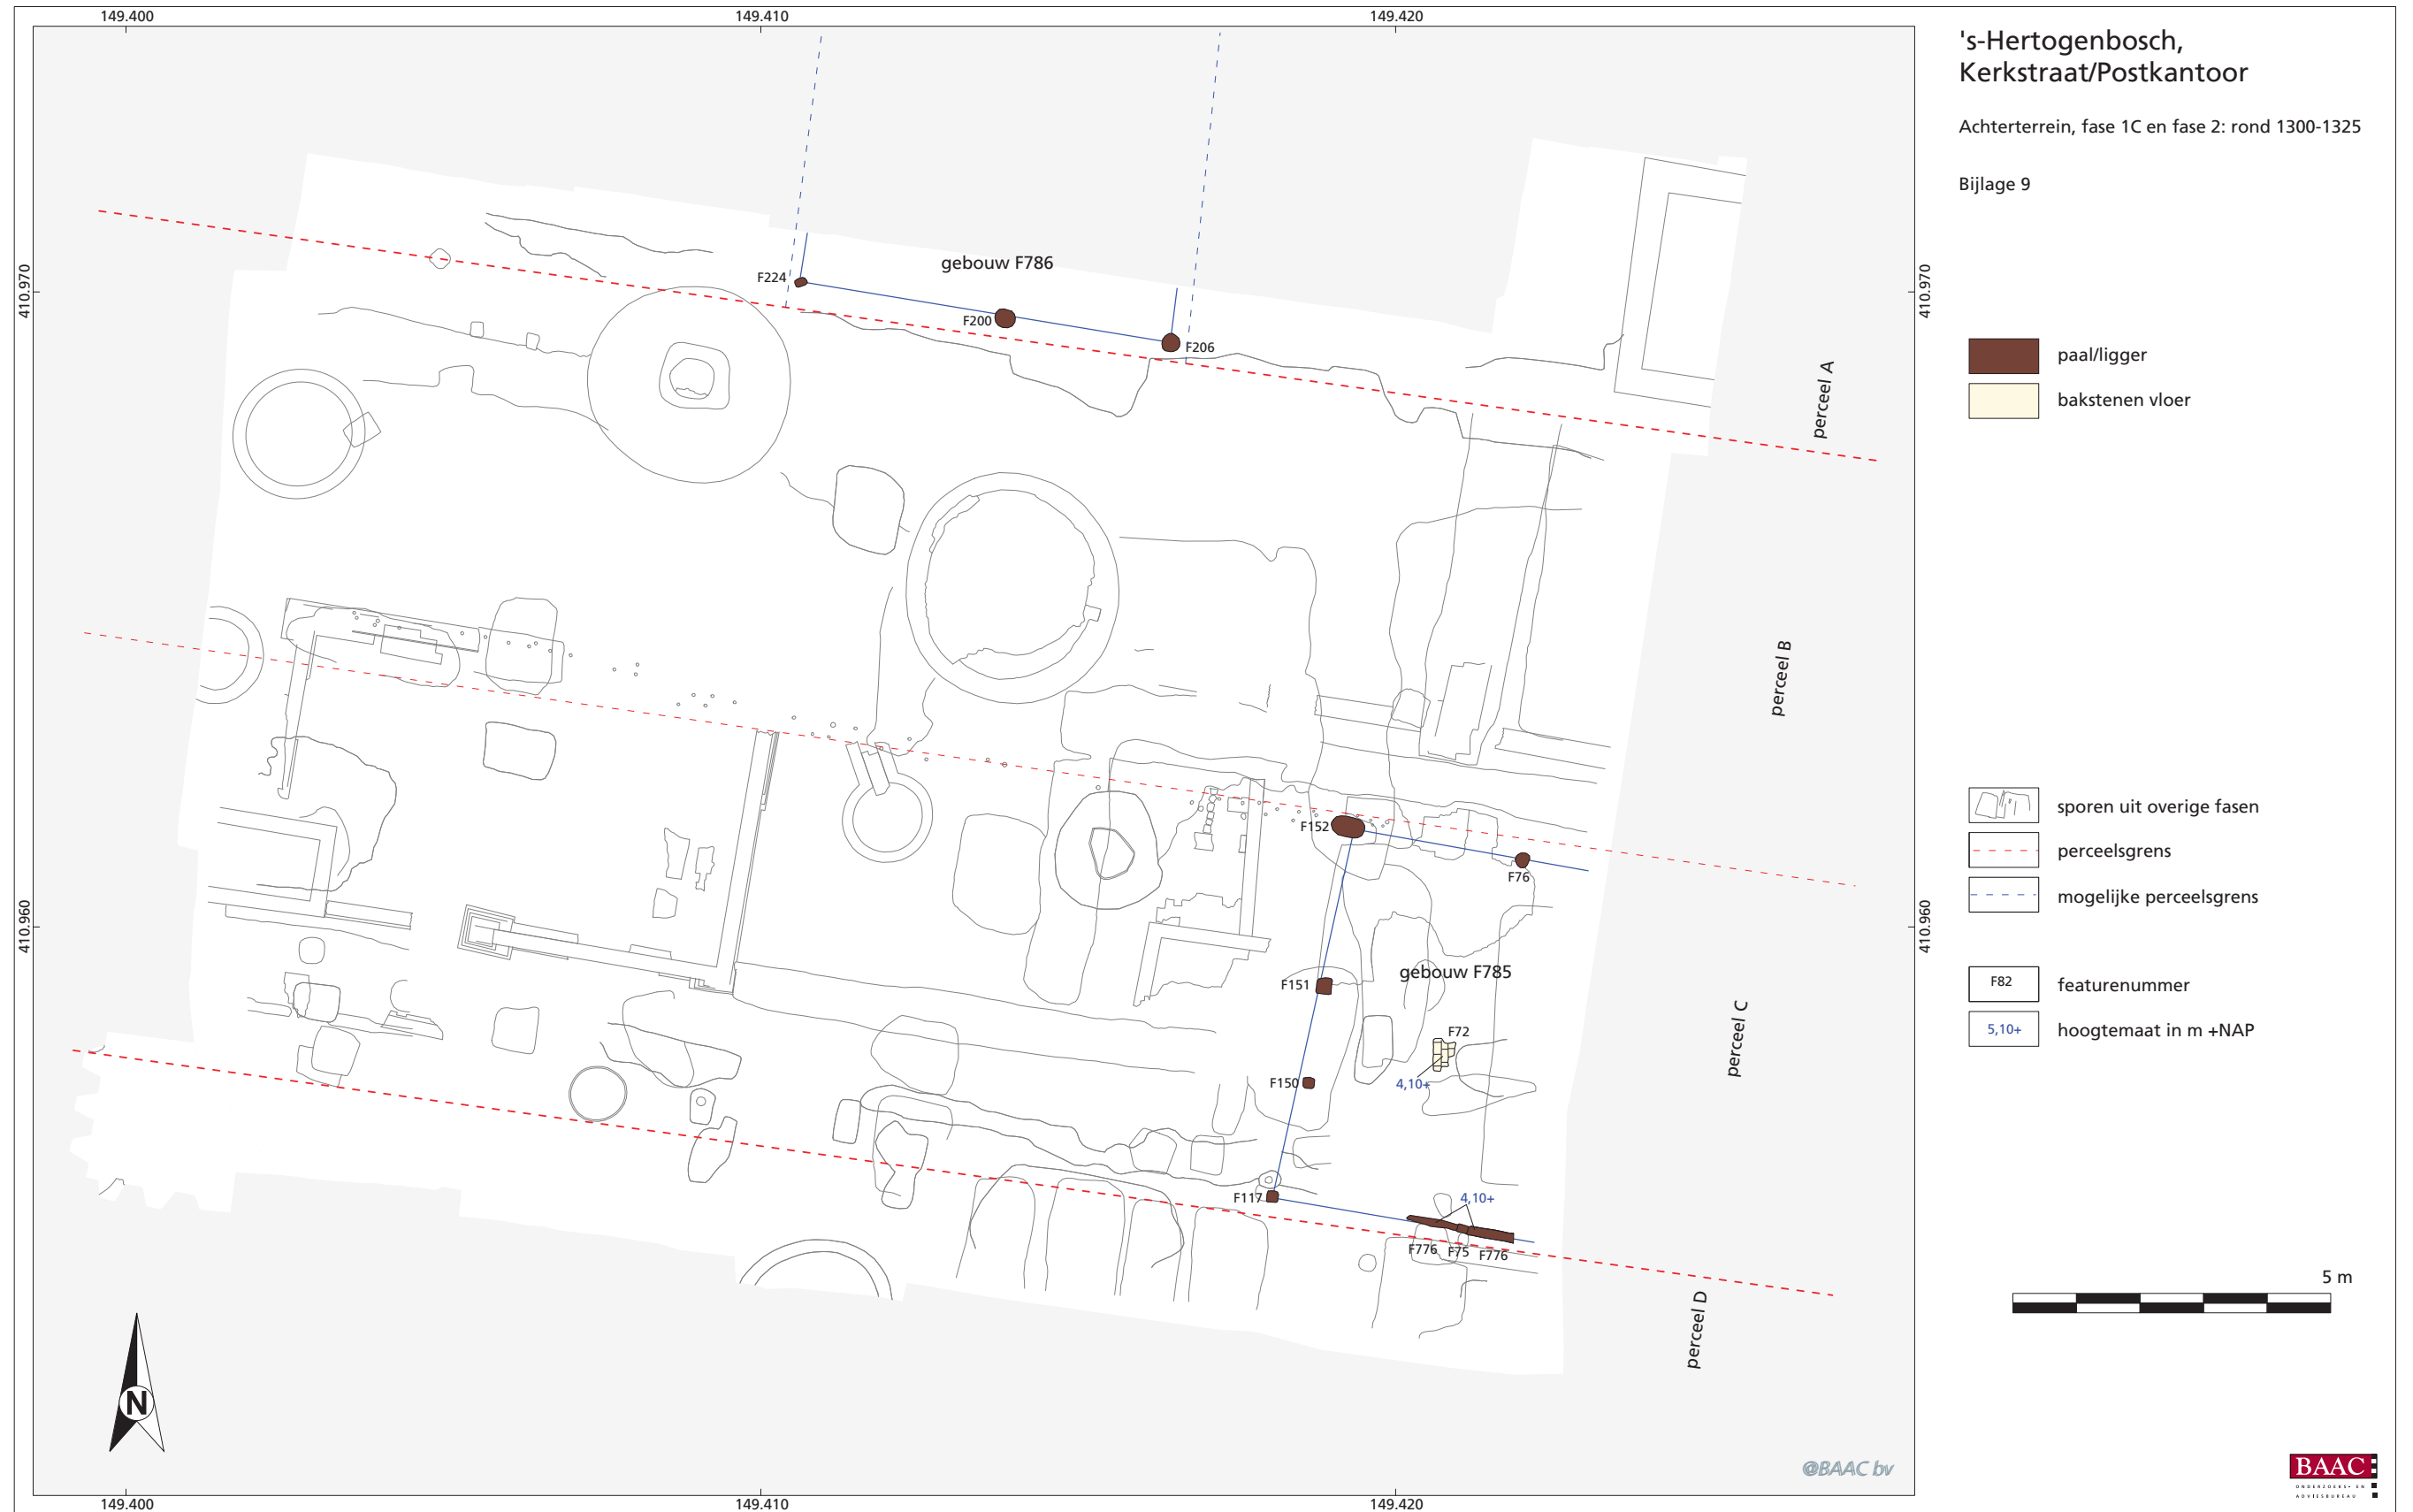 149.400
149.410
149.420
's-Hertogenbosch,
Kerkstraat/Postkantoor
Achterterrein, fase 1C en fase 2: rond 1300-1325
Bijlage 9
410.970
410.970
gebouw F786
F224
F200
F206
paal/ligger
bakstenen vloer
perceel A
perceel B
sporen uit overige fasen
perceelsgrens
mogelijke perceelsgrens
F152
F76
410.960
410.960
gebouw F785
F151
F82
featurenummer
5,10+
hoogtemaat in m +NAP
F72
4,10+
F150
perceel C
F117
4,10+
F776
F75
F776
5 m
perceel D
N
@BAAC bv
BAAC
ONDERZOEKS- EN
ADVIESBUREAU
149.400
149.410
149.420